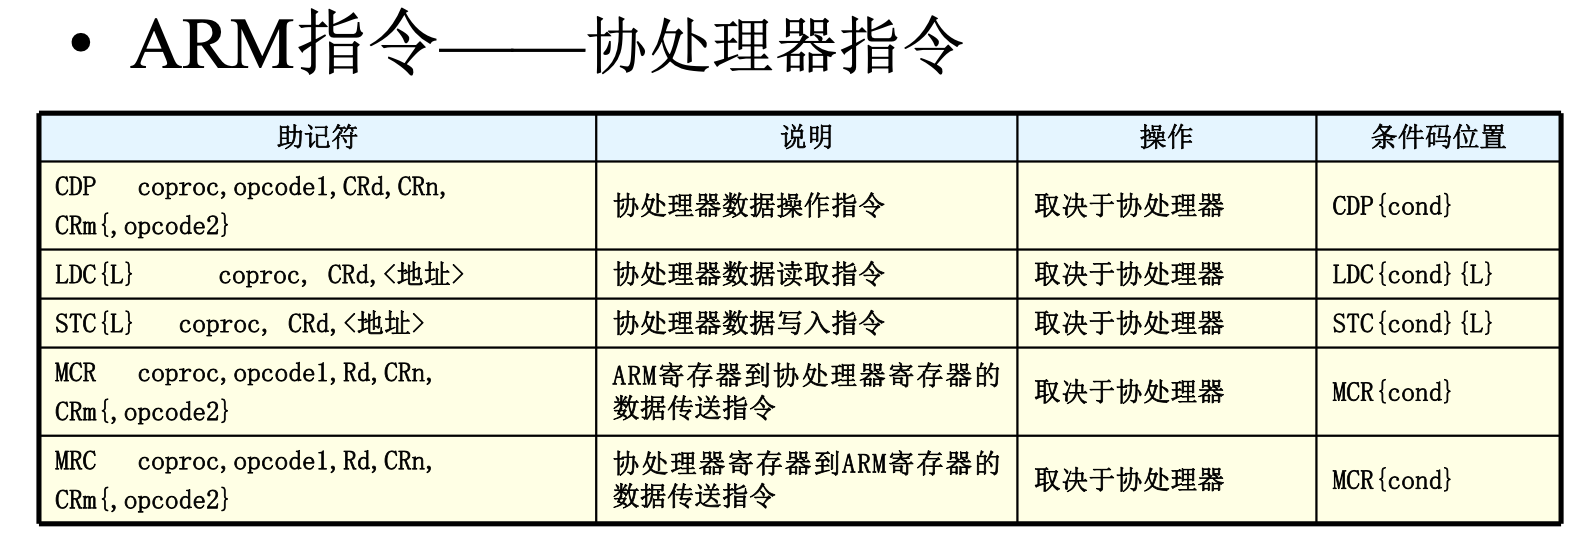 • ARM指令——协处理器指令
助记符 说明 操作 条件码位置
CDP coproc,opcode1,CRd,CRn,
CRm{,opcode2}
协处理器数据操作指令
取决于协处理器
CDP{cond}
LDC{L} coproc, CRd,<地址>
协处理器数据读取指令
取决于协处理器
LDC{cond}{L}
STC{L} coproc, CRd,<地址>
协处理器数据写入指令
取决于协处理器
STC{cond}{L}
MCR coproc,opcode1,Rd,CRn,
CRm{,opcode2}
ARM寄存器到协处理器寄存器的
数据传送指令
取决于协处理器
MCR{cond}
MRC coproc,opcode1,Rd,CRn,
CRm{,opcode2}
协处理器寄存器到ARM寄存器的
数据传送指令
取决于协处理器
MCR{cond}